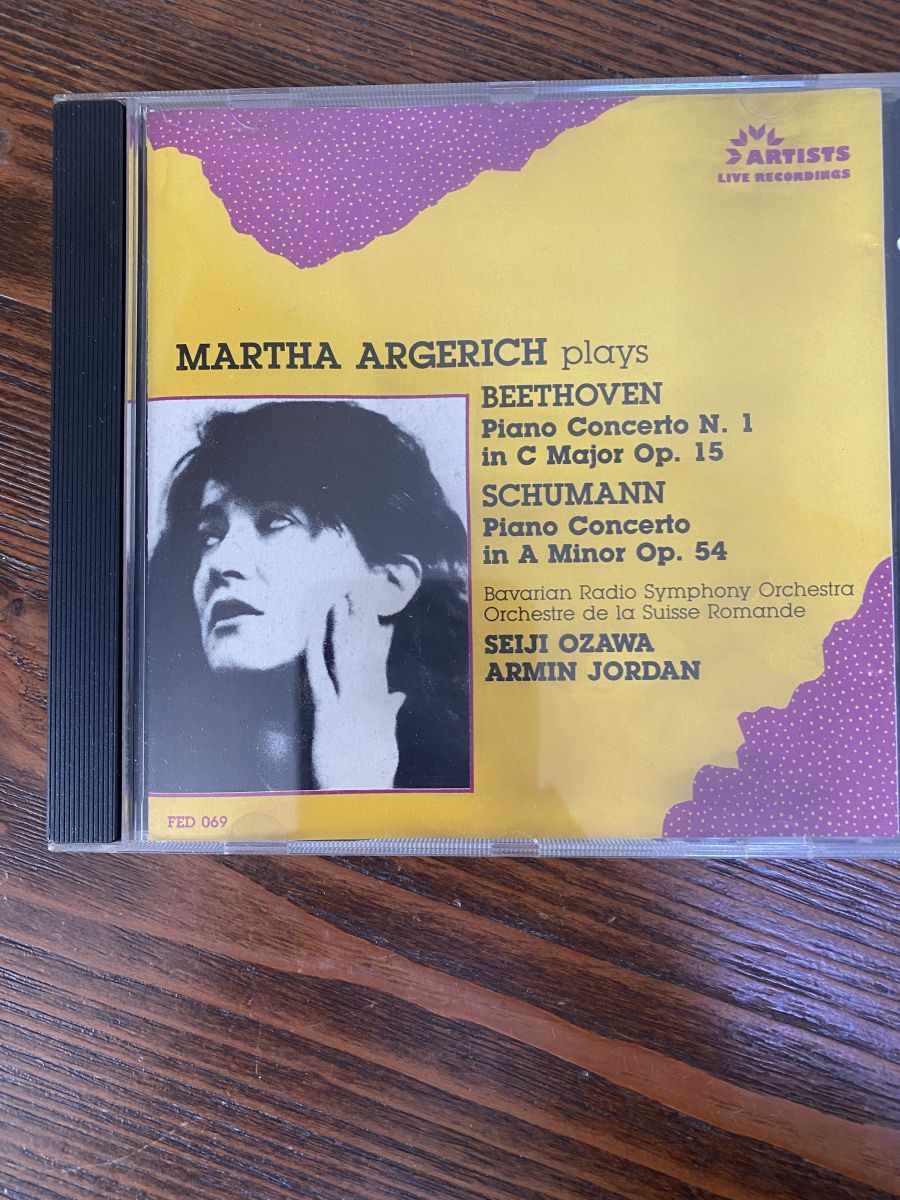 ARTISTS
LIVE RECORDINGS
MARTHA ARGERICH plays
BEETHOVEN
Piano Concerto N. 1
in C Major Op. 15
SCHUMANN
Piano Concerto
in A Minor Op. 54
Bavarian Radio Symphony Orchestra
Orchestre de la Suisse Romande
SEIJI OZAWA
ARMIN JORDAN
FED 069